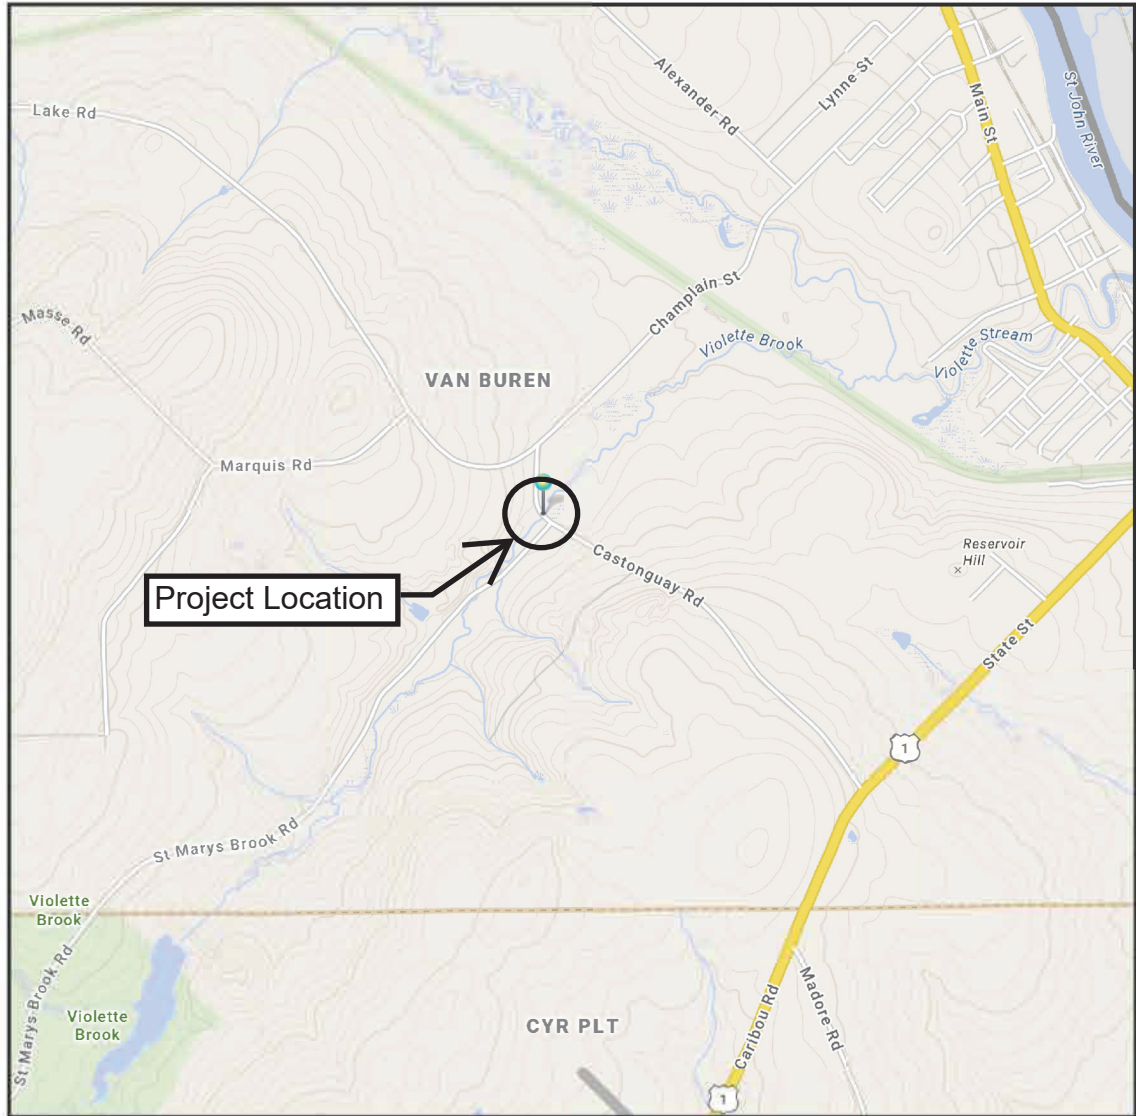 Lake Rd
Alexander Rd
Lynne St
Main St
St John River
Masse Rd
Champlain St
Violette Brook
Violette Stream
VAN BUREN
Marquis Rd
Castonguay Rd
Reservoir
Hill
Project Location
State St
1
St Marys Brook Rd
Violette
Brook
St Marys Brook Rd
Violette
Brook
CYR PLT
Caribou Rd
Madore Rd
1